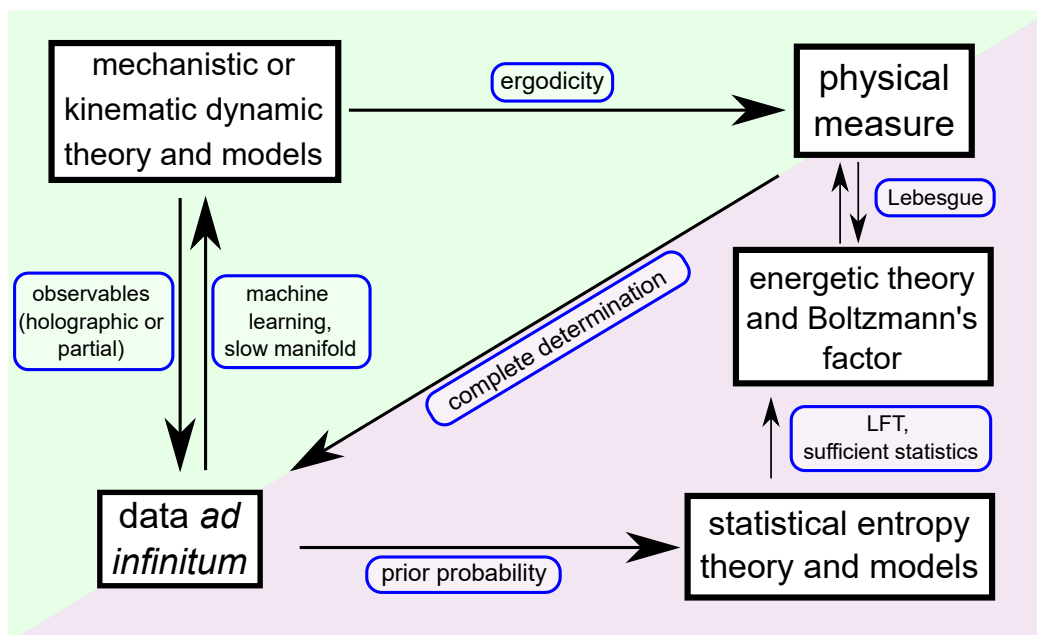 mechanistic or
kinematic dynamic
theory and models
ergodicity
physical
measure
Lebesgue
observables
(holographic or
partial)
machine
learning,
slow manifold
complete determination
energetic theory
and Boltzmann's
factor
LFT,
sufficient statistics
data ad
infinitum
prior probability
statistical entropy
theory and models